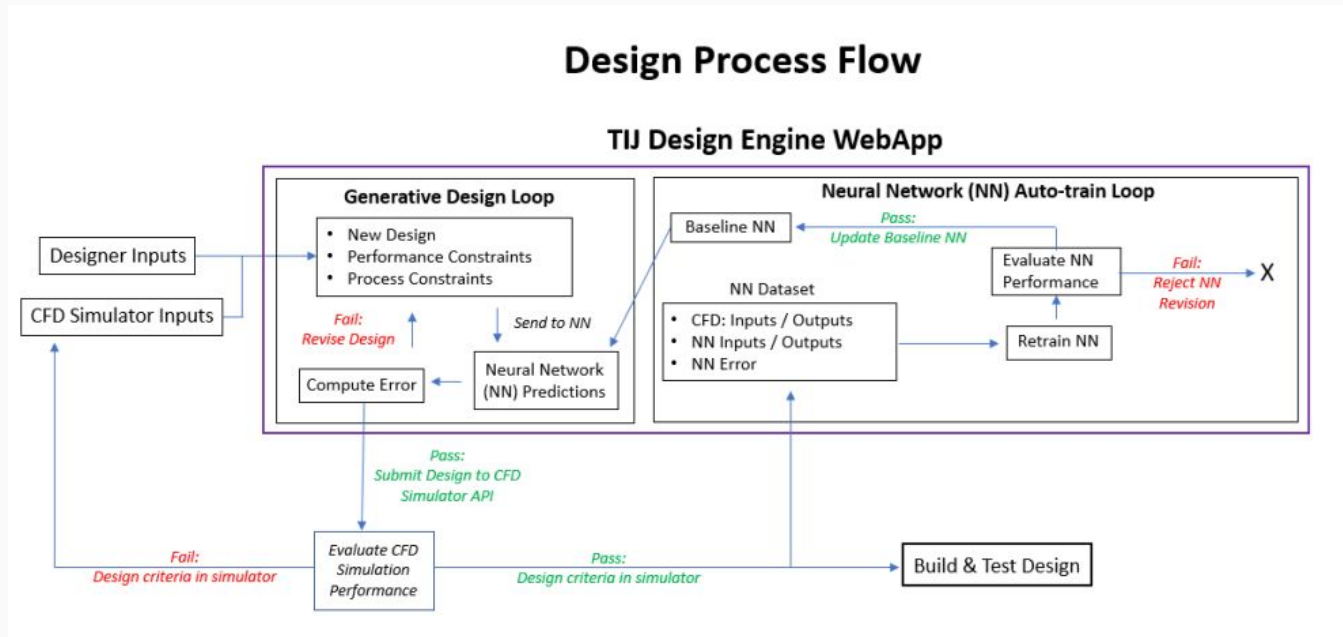 Design Process Flow
TIJ Design Engine WebApp
Generative Design Loop
• New Design
• Performance Constraints
• Process Constraints
Designer Inputs
CFD Simulator Inputs
Fail:
Revise Design
Send to NN
Compute Error
Neural Network
(NN) Predictions
Neural Network (NN) Auto-train Loop
Baseline NN
Pass:
Update Baseline NN
Evaluate NN
Performance
Fail:
Reject NN
Revision
X
NN Dataset
• CFD: Inputs / Outputs
• NN Inputs / Outputs
• NN Error
Retrain NN
Pass:
Submit Design to CFD
Simulator API
Fail:
Design criteria in simulator
Evaluate CFD
Simulation
Performance
Pass:
Design criteria in simulator
Build & Test Design